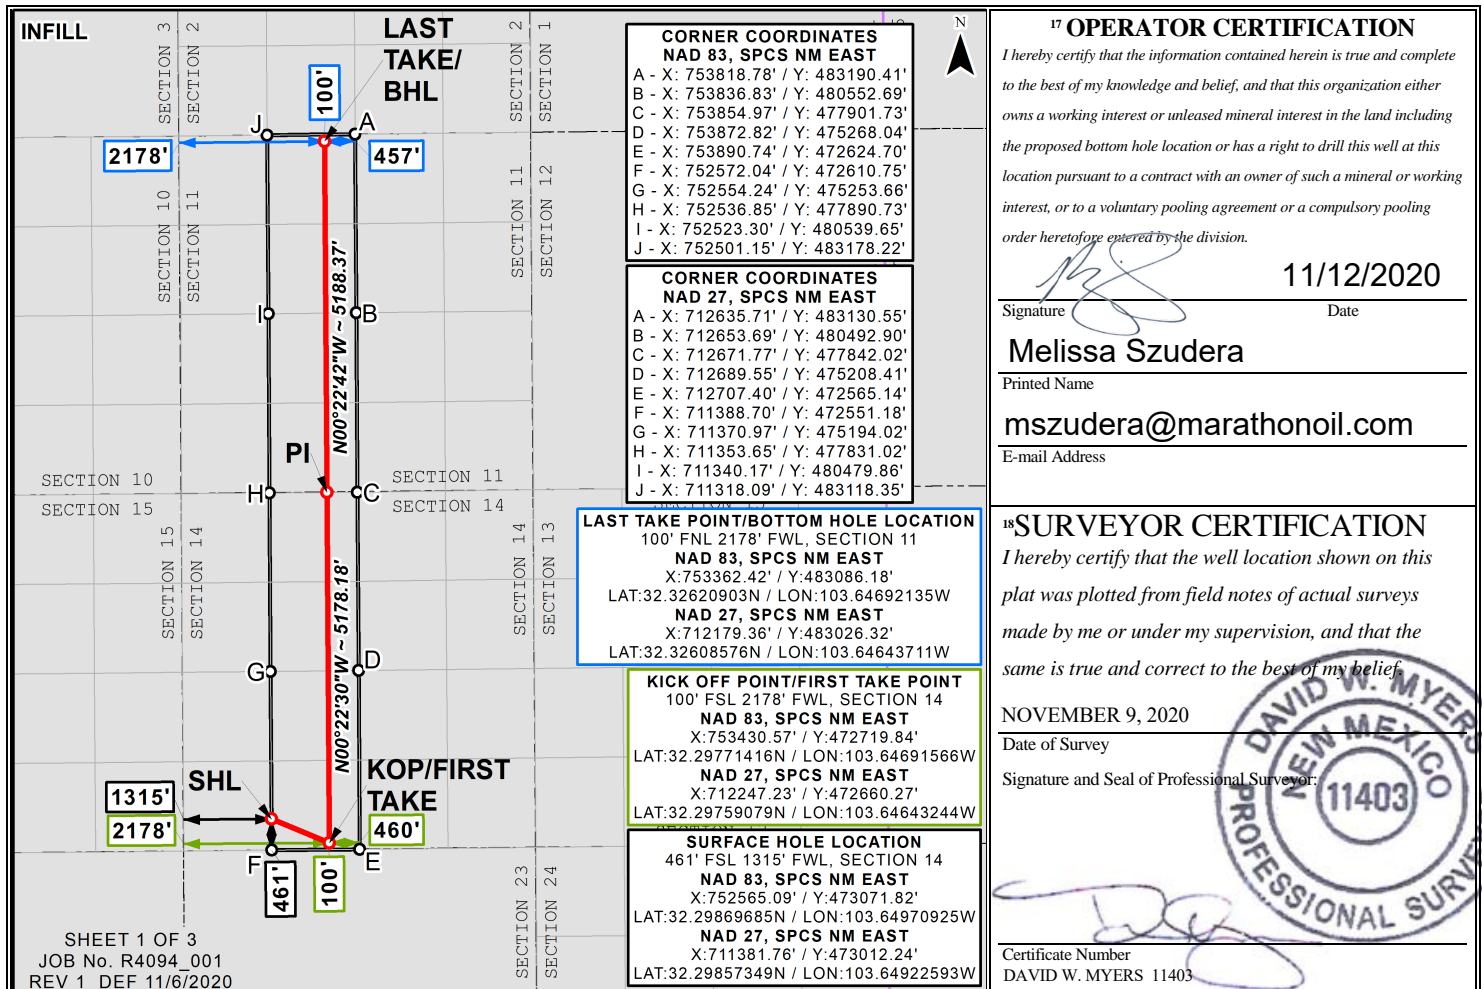 INFILL
SECTION 3
SECTION 2
LAST
TAKE/
BHL
100'
SECTION 2
SECTION 1
N
J
A
2178'
457'
SECTION 10
SECTION 11
SECTION 11
SECTION 12
N00°22'42"W ~ 5188.37'
I
B
PI
SECTION 10
SECTION 15
H
C
SECTION 11
SECTION 14
SECTION 15
SECTION 14
SECTION 14
SECTION 13
N00°22'30"W ~ 5178.18'
G
D
SHL
KOP/FIRST
TAKE
1315'
2178'
460'
F
E
461'
100'
SECTION 23
SECTION 24
SHEET 1 OF 3
JOB No. R4094_001
REV 1 DEF 11/6/2020
CORNER COORDINATES
NAD 83, SPCS NM EAST
A - X: 753818.78' / Y: 483190.41'
B - X: 753836.83' / Y: 480552.69'
C - X: 753854.97' / Y: 477901.73'
D - X: 753872.82' / Y: 475268.04'
E - X: 753890.74' / Y: 472624.70'
F - X: 752572.04' / Y: 472610.75'
G - X: 752554.24' / Y: 475253.66'
H - X: 752536.85' / Y: 477890.73'
I - X: 752523.30' / Y: 480539.65'
J - X: 752501.15' / Y: 483178.22'
CORNER COORDINATES
NAD 27, SPCS NM EAST
A - X: 712635.71' / Y: 483130.55'
B - X: 712653.69' / Y: 480492.90'
C - X: 712671.77' / Y: 477842.02'
D - X: 712689.55' / Y: 475208.41'
E - X: 712707.40' / Y: 472565.14'
F - X: 711388.70' / Y: 472551.18'
G - X: 711370.97' / Y: 475194.02'
H - X: 711353.65' / Y: 477831.02'
I - X: 711340.17' / Y: 480479.86'
J - X: 711318.09' / Y: 483118.35'
LAST TAKE POINT/BOTTOM HOLE LOCATION
100' FNL 2178' FWL, SECTION 11
NAD 83, SPCS NM EAST
X:753362.42' / Y:483086.18'
LAT:32.32620903N / LON:103.64692135W
NAD 27, SPCS NM EAST
X:712179.36' / Y:483026.32'
LAT:32.32608576N / LON:103.64643711W
KICK OFF POINT/FIRST TAKE POINT
100' FSL 2178' FWL, SECTION 14
NAD 83, SPCS NM EAST
X:753430.57' / Y:472719.84'
LAT:32.29771416N / LON:103.64691566W
NAD 27, SPCS NM EAST
X:712247.23' / Y:472660.27'
LAT:32.29759079N / LON:103.64643244W
SURFACE HOLE LOCATION
461' FSL 1315' FWL, SECTION 14
NAD 83, SPCS NM EAST
X:752565.09' / Y:473071.82'
LAT:32.29869685N / LON:103.64970925W
NAD 27, SPCS NM EAST
X:711381.76' / Y:473012.24'
LAT:32.29857349N / LON:103.64922593W
17 OPERATOR CERTIFICATION
I hereby certify that the information contained herein is true and complete
to the best of my knowledge and belief, and that this organization either
owns a working interest or unleased mineral interest in the land including
the proposed bottom hole location or has a right to drill this well at this
location pursuant to a contract with an owner of such a mineral or working
interest, or to a voluntary pooling agreement or a compulsory pooling
order heretofore entered by the division.
11/12/2020
Signature
Date
Melissa Szudera
Printed Name
mszudera@marathonoil.com
E-mail Address
18 SURVEYOR CERTIFICATION
I hereby certify that the well location shown on this
plat was plotted from field notes of actual surveys
made by me or under my supervision, and that the
same is true and correct to the best of my belief.
NOVEMBER 9, 2020
Date of Survey
Signature and Seal of Professional Surveyor:
DAVID W. MYERS
NEW MEXICO
11403
PROFESSIONAL SURVE
Certificate Number
DAVID W. MYERS 11403